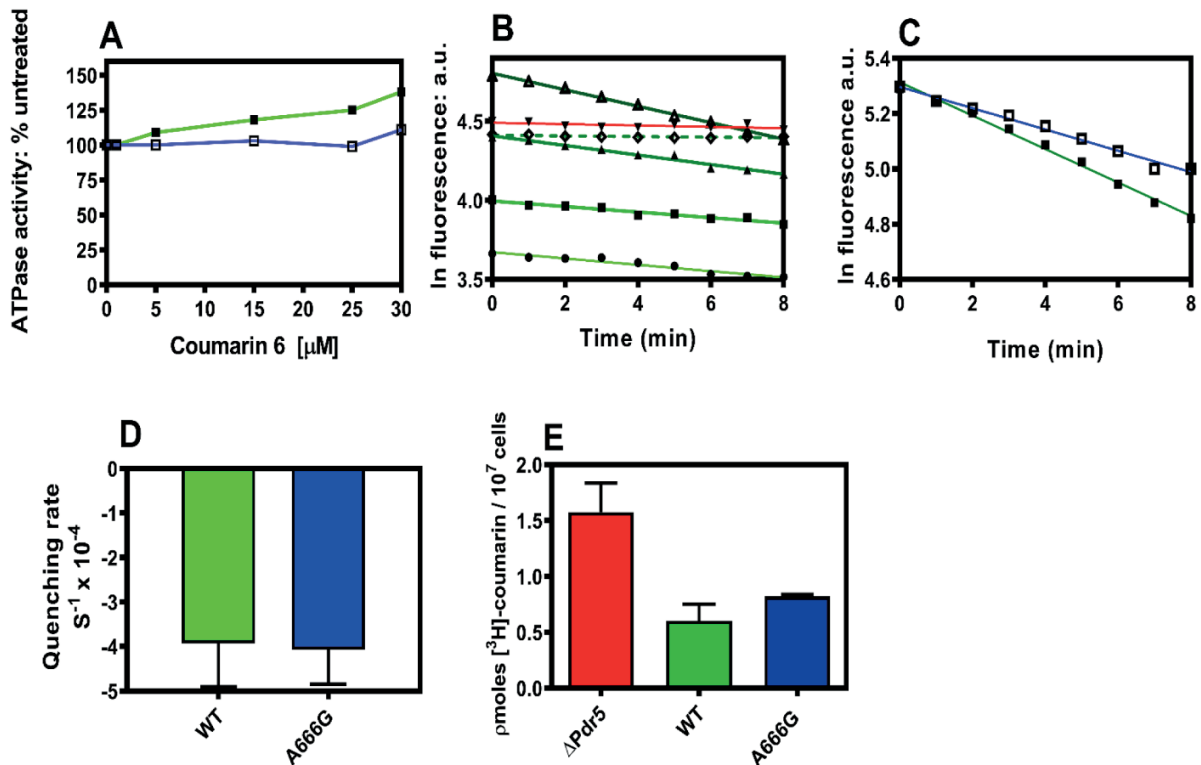 A
ATPase activity: % untreated
150
125
100
75
50
25
0
0 5 10 15 20 25 30
Coumarin 6 [μM]
B
ln fluorescence: a.u.
4.5
4.0
3.5
0 2 4 6 8
Time (min)
C
ln fluorescence a.u.
5.4
5.2
5.0
4.8
4.6
0 2 4 6 8
Time (min)
D
Quenching rate
S⁻¹ x 10⁻⁴
0
-1
-2
-3
-4
-5
WT
A666G
E
ρmoles [³H]-coumarin / 10⁷ cells
2.0
1.5
1.0
0.5
0.0
ΔPdr5
WT
A666G